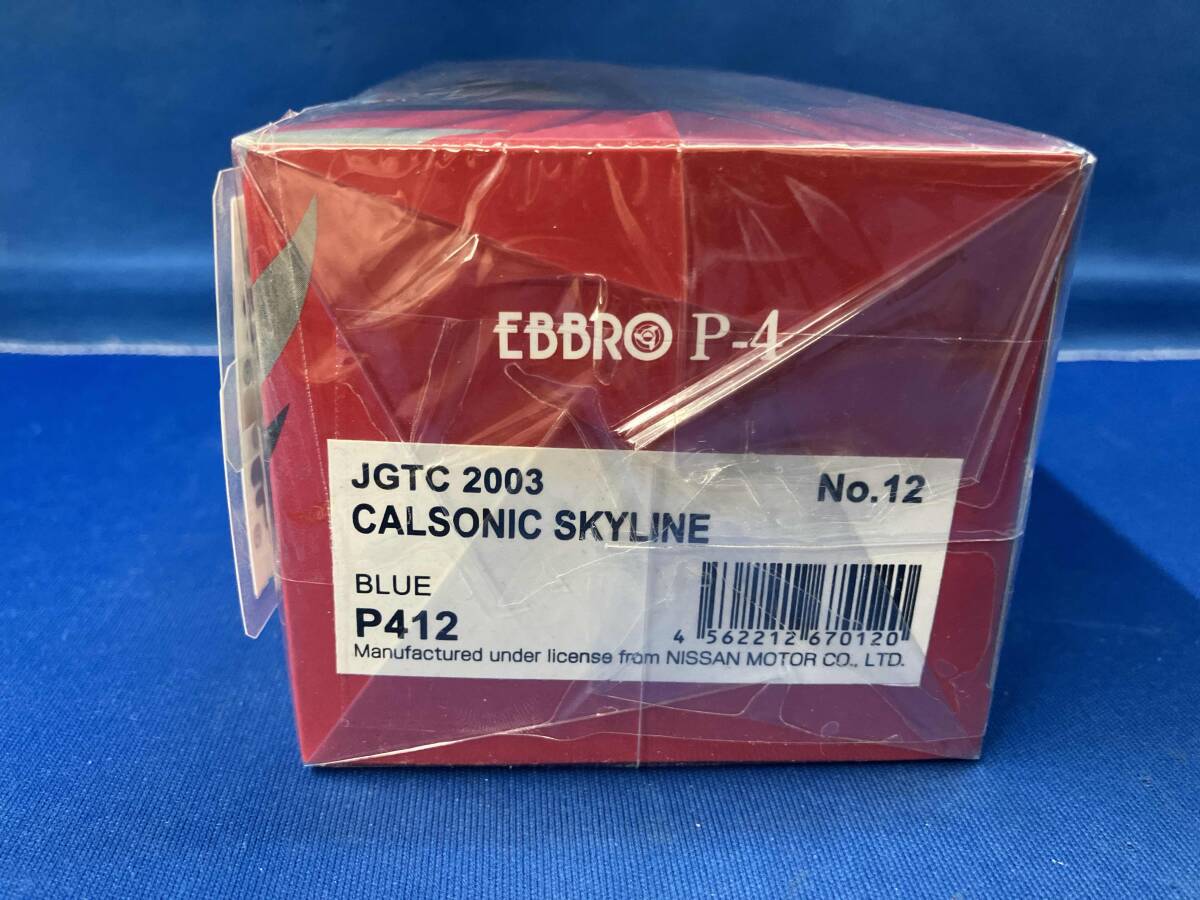 EBBRO P-4
JGTC 2003 No.12
CALSONIC SKYLINE
BLUE
P412
4 562212 670120
Manufactured under license from NISSAN MOTOR CO., LTD.